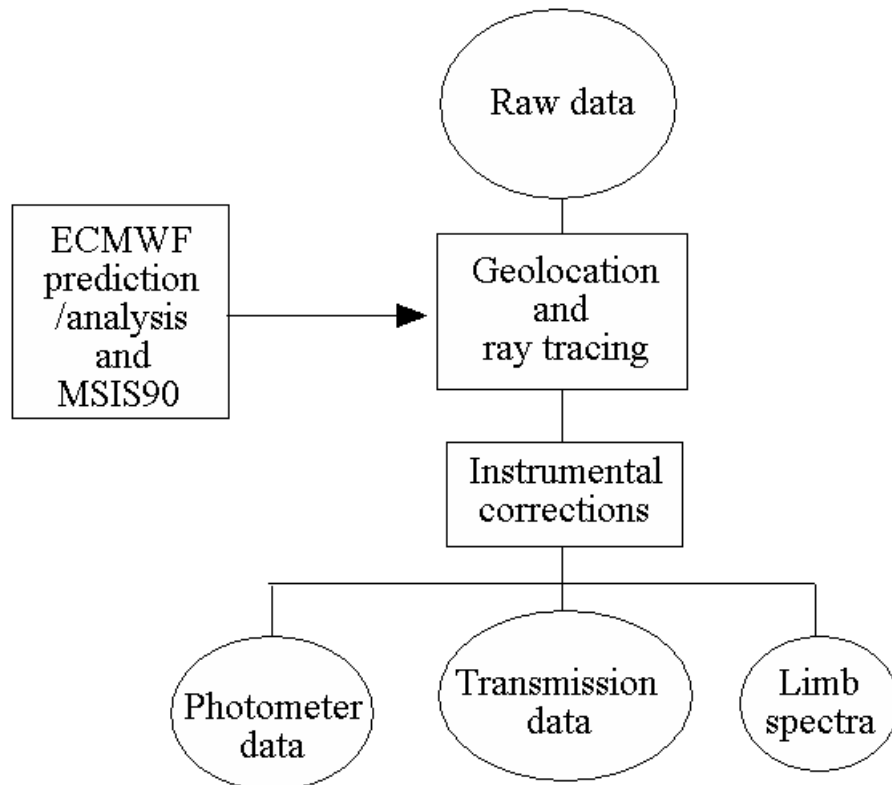 Raw data
ECMWF
prediction
/analysis
and
MSIS90
Geolocation
and
ray tracing
Instrumental
corrections
Photometer
data
Transmission
data
Limb
spectra